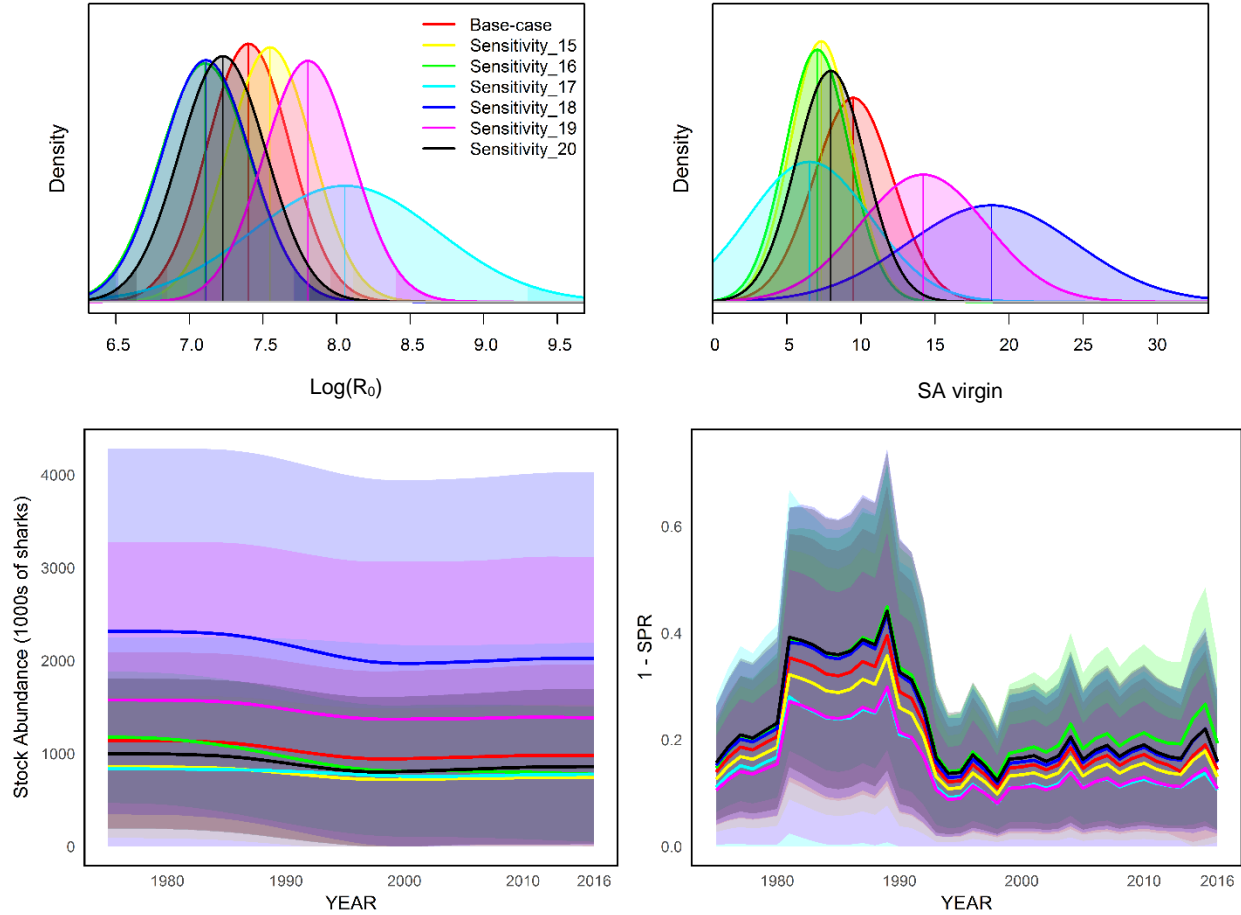 Density
Base-case
Sensitivity_15
Sensitivity_16
Sensitivity_17
Sensitivity_18
Sensitivity_19
Sensitivity_20
6.5 7.0 7.5 8.0 8.5 9.0 9.5
Log(R₀)
Density
0 5 10 15 20 25 30
SA virgin
Stock Abundance (1000s of sharks)
4000
3000
2000
1000
0
1980 1990 2000 2010 2016
YEAR
1 - SPR
0.6
0.4
0.2
0.0
1980 1990 2000 2010 2016
YEAR